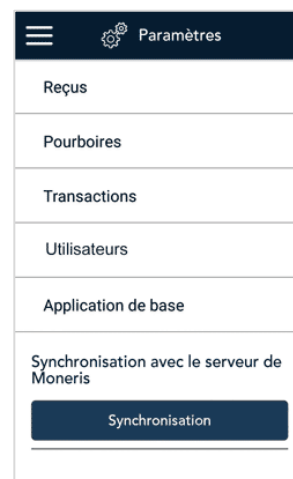 Paramètres
Reçus
Pourboires
Transactions
Utilisateurs
Application de base
Synchronisation avec le serveur de
Moneris
Synchronisation